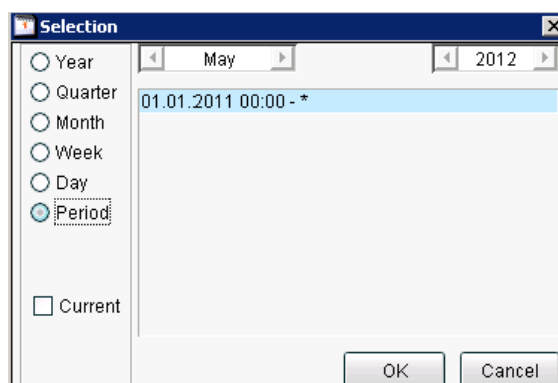 Selection
Year
May
2012
Quarter
01.01.2011 00:00 - *
Month
Week
Day
Period
Current
OK
Cancel